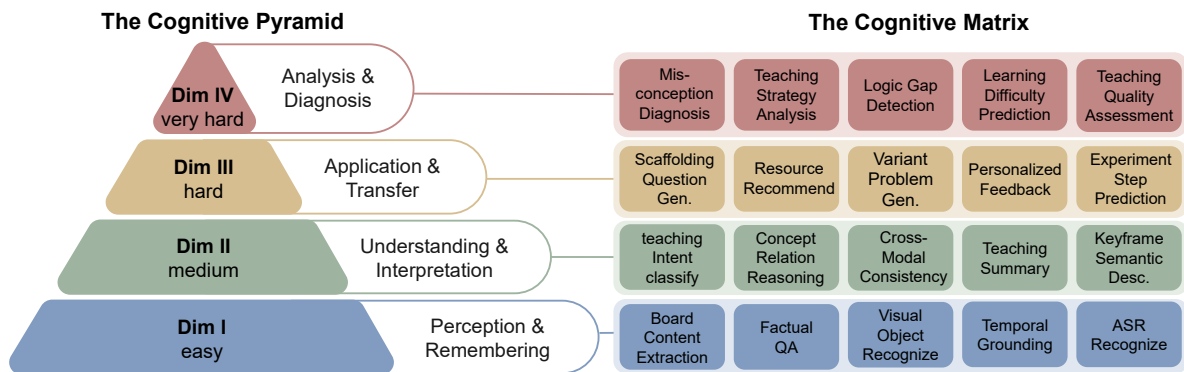 The Cognitive Pyramid
Dim IV
very hard
Analysis &
Diagnosis
Dim III
hard
Application &
Transfer
Dim II
medium
Understanding &
Interpretation
Dim I
easy
Perception &
Remembering
The Cognitive Matrix
Mis-
conception
Diagnosis
Teaching
Strategy
Analysis
Logic Gap
Detection
Learning
Difficulty
Prediction
Teaching
Quality
Assessment
Scaffolding
Question
Gen.
Resource
Recommend
Variant
Problem
Gen.
Personalized
Feedback
Experiment
Step
Prediction
teaching
Intent
classify
Concept
Relation
Reasoning
Cross-
Modal
Consistency
Teaching
Summary
Keyframe
Semantic
Desc.
Board
Content
Extraction
Factual
QA
Visual
Object
Recognize
Temporal
Grounding
ASR
Recognize